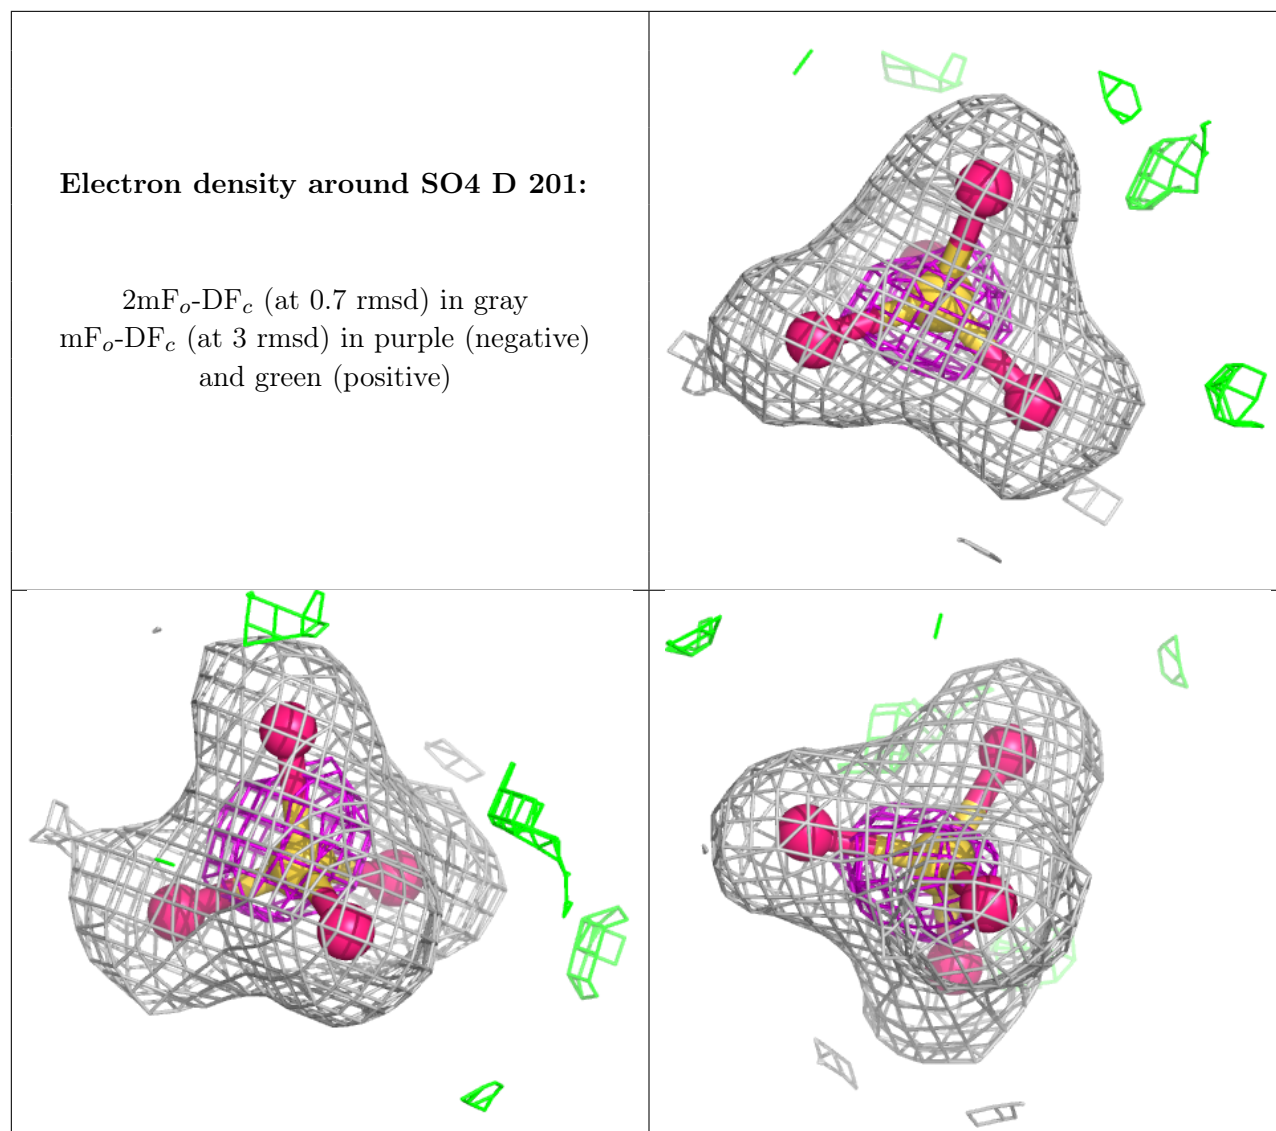 Electron density around SO4 D 201:
2mFo-DFc (at 0.7 rmsd) in gray
mFo-DFc (at 3 rmsd) in purple (negative)
and green (positive)